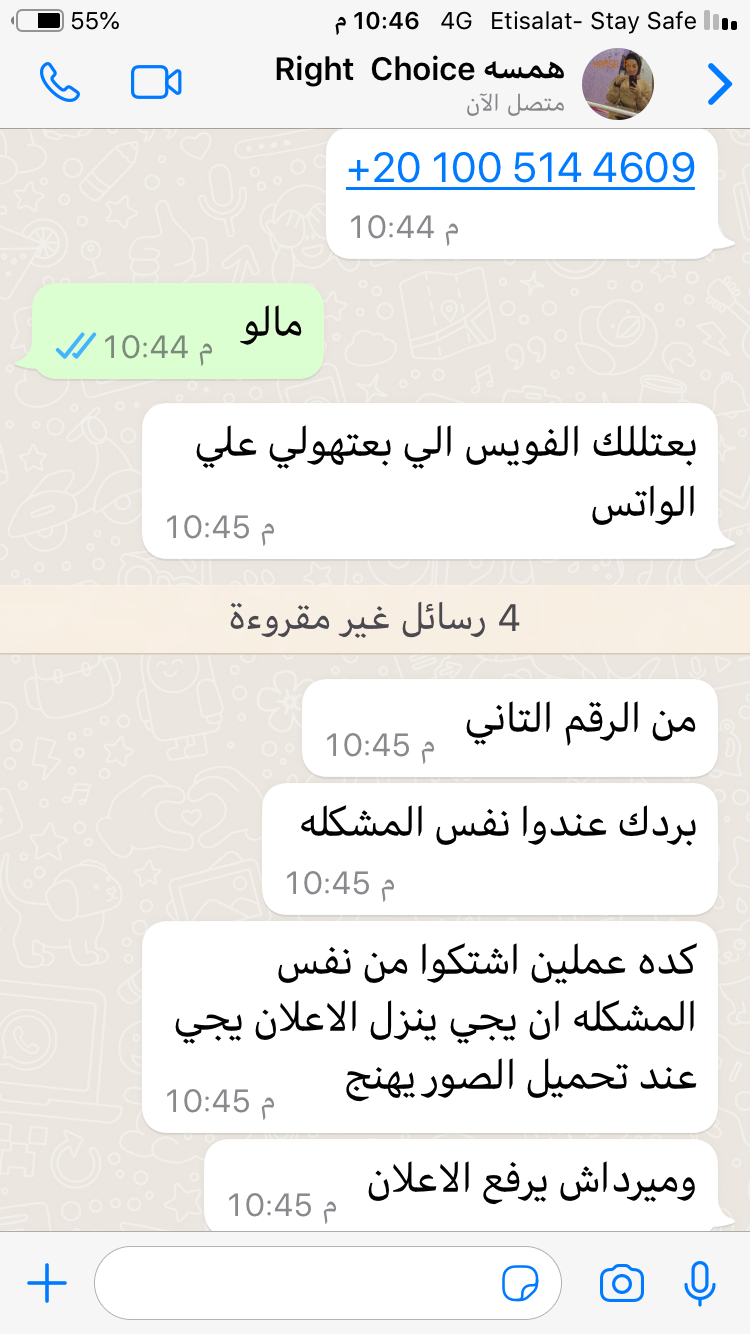 55%
10:46 م
4G
Etisalat- Stay Safe
همسه Right Choice
متصل الآن
+20 100 514 4609
10:44 م
مالو
10:44 م
بعتللك الفويس الي بعتهولي علي
الواتس
10:45 م
4 رسائل غير مقروءة
من الرقم التاني
10:45 م
بردك عندوا نفس المشكله
10:45 م
كده عملين اشتكوا من نفس
المشكله ان يجي ينزل الاعلان يجي
عند تحميل الصور يهنج
10:45 م
وميرداش يرفع الاعلان
10:45 م